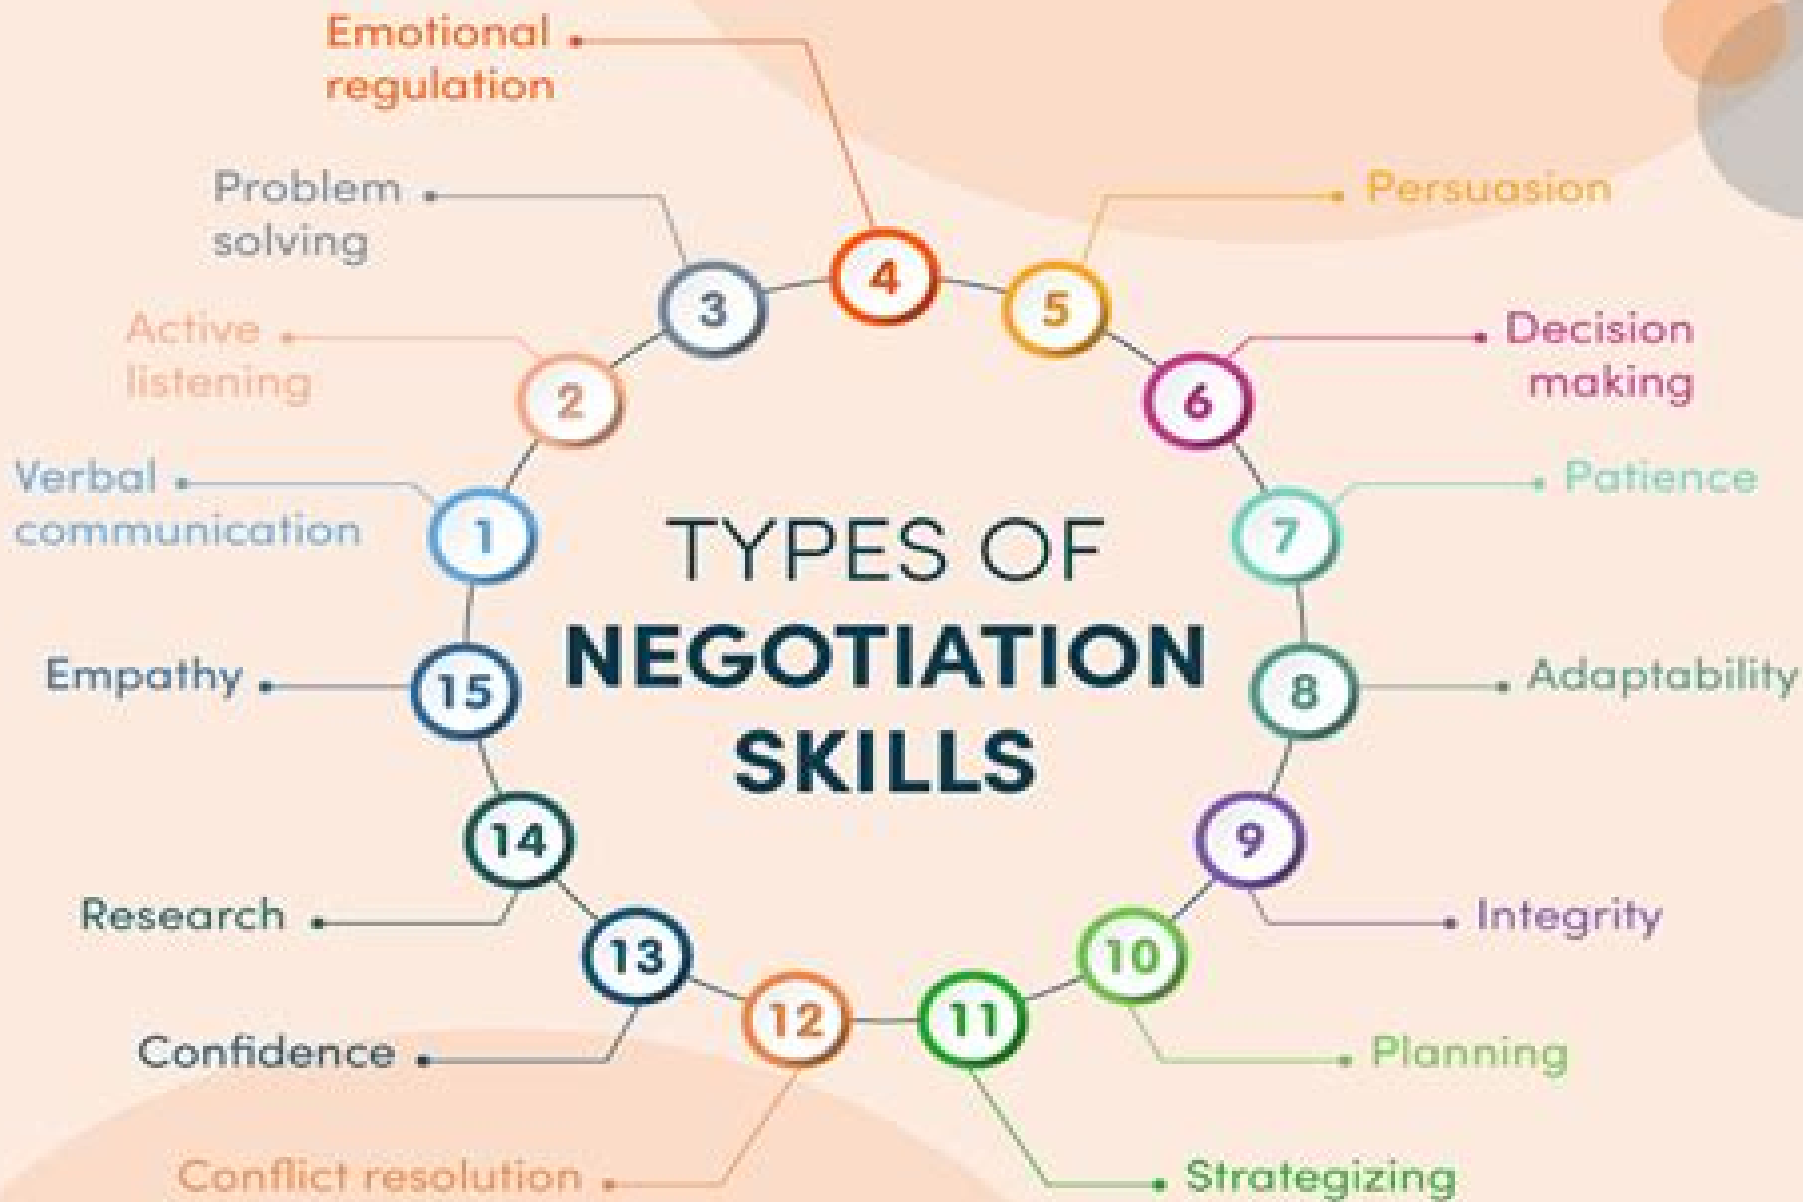 TYPES OF
NEGOTIATION
SKILLS
1
Verbal
communication
2
Active
listening
3
Problem
solving
4
Emotional
regulation
5
Persuasion
6
Decision
making
7
Patience
8
Adaptability
9
Integrity
10
Planning
11
Strategizing
12
Conflict resolution
13
Confidence
14
Research
15
Empathy